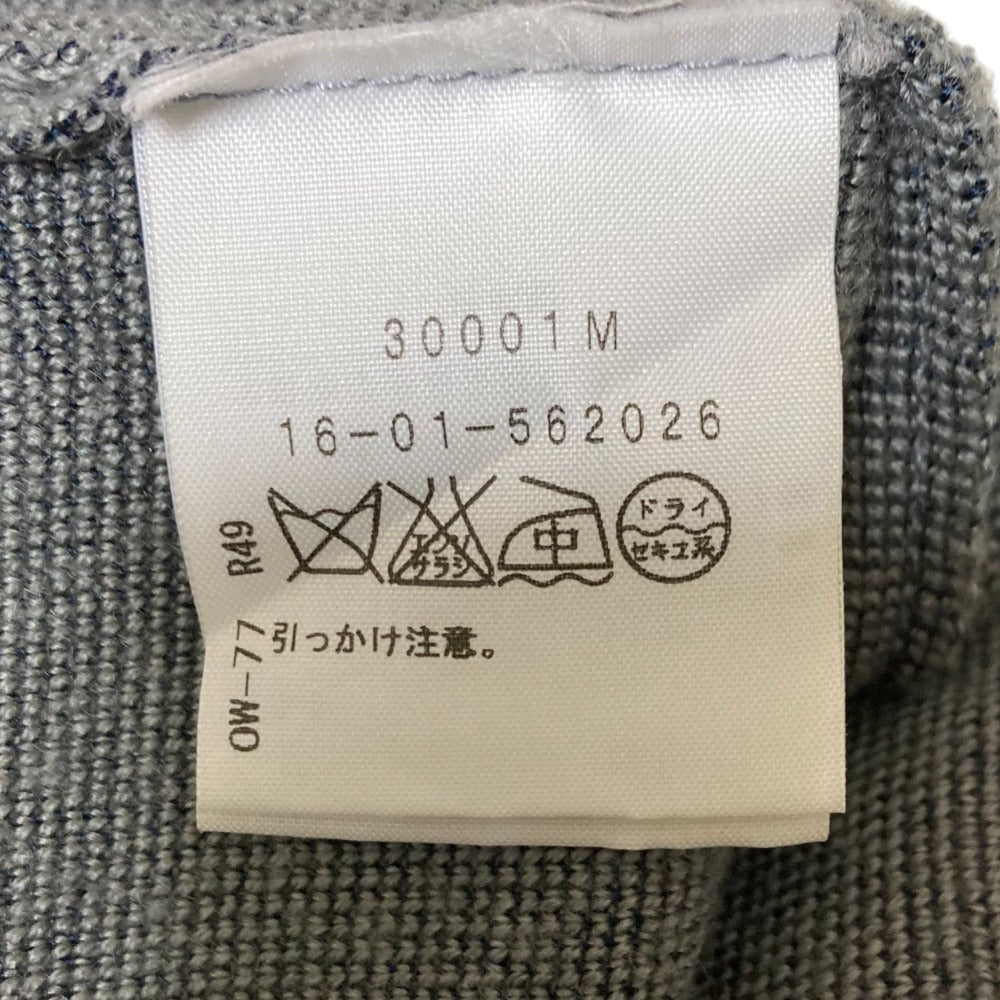 30001M
16-01-562026
エンソ
サラシ
中
ドライ
セキユ系
引っかけ注意。
OW-77 R49